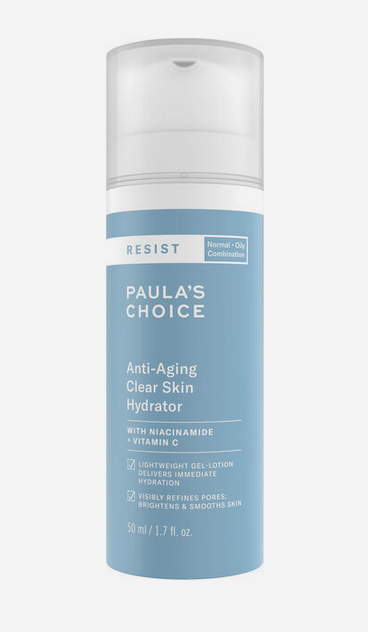 RESIST
Normal • Oily
Combination
PAULA'S
CHOICE
Anti-Aging
Clear Skin
Hydrator
WITH NIACINAMIDE
+ VITAMIN C
LIGHTWEIGHT GEL-LOTION
DELIVERS IMMEDIATE
HYDRATION
VISIBLY REFINES PORES;
BRIGHTENS & SMOOTHS SKIN
50 ml / 1.7 fl. oz.